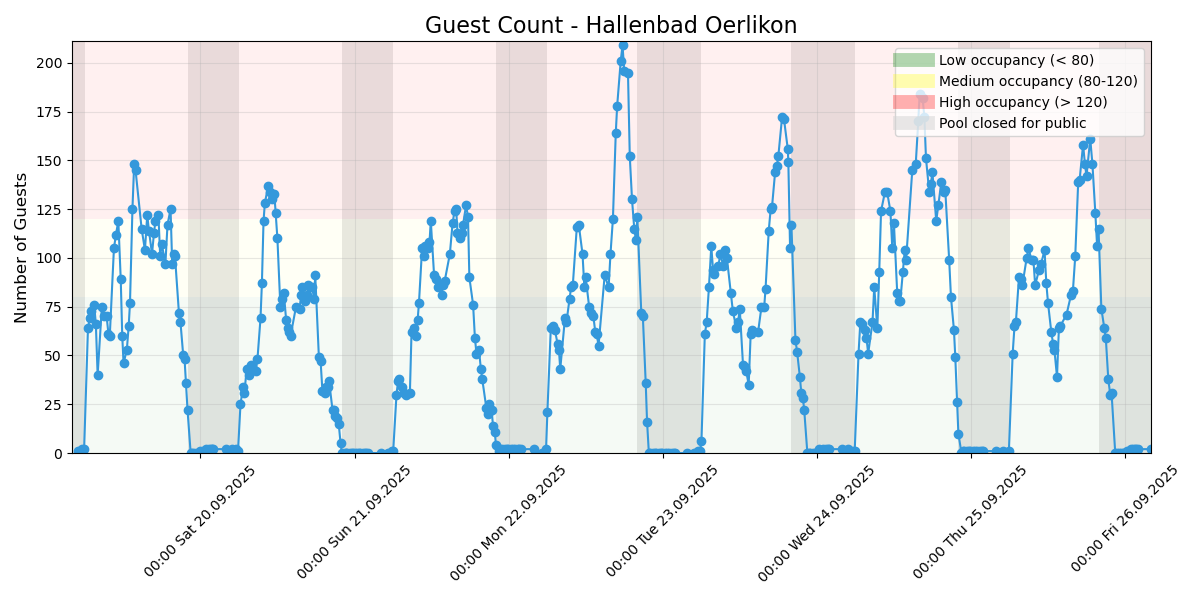 Guest Count - Hallenbad Oerlikon
Number of Guests
200
175
150
125
100
75
50
25
0
Low occupancy (< 80)
Medium occupancy (80-120)
High occupancy (> 120)
Pool closed for public
00:00 Sat 20.09.2025
00:00 Sun 21.09.2025
00:00 Mon 22.09.2025
00:00 Tue 23.09.2025
00:00 Wed 24.09.2025
00:00 Thu 25.09.2025
00:00 Fri 26.09.2025